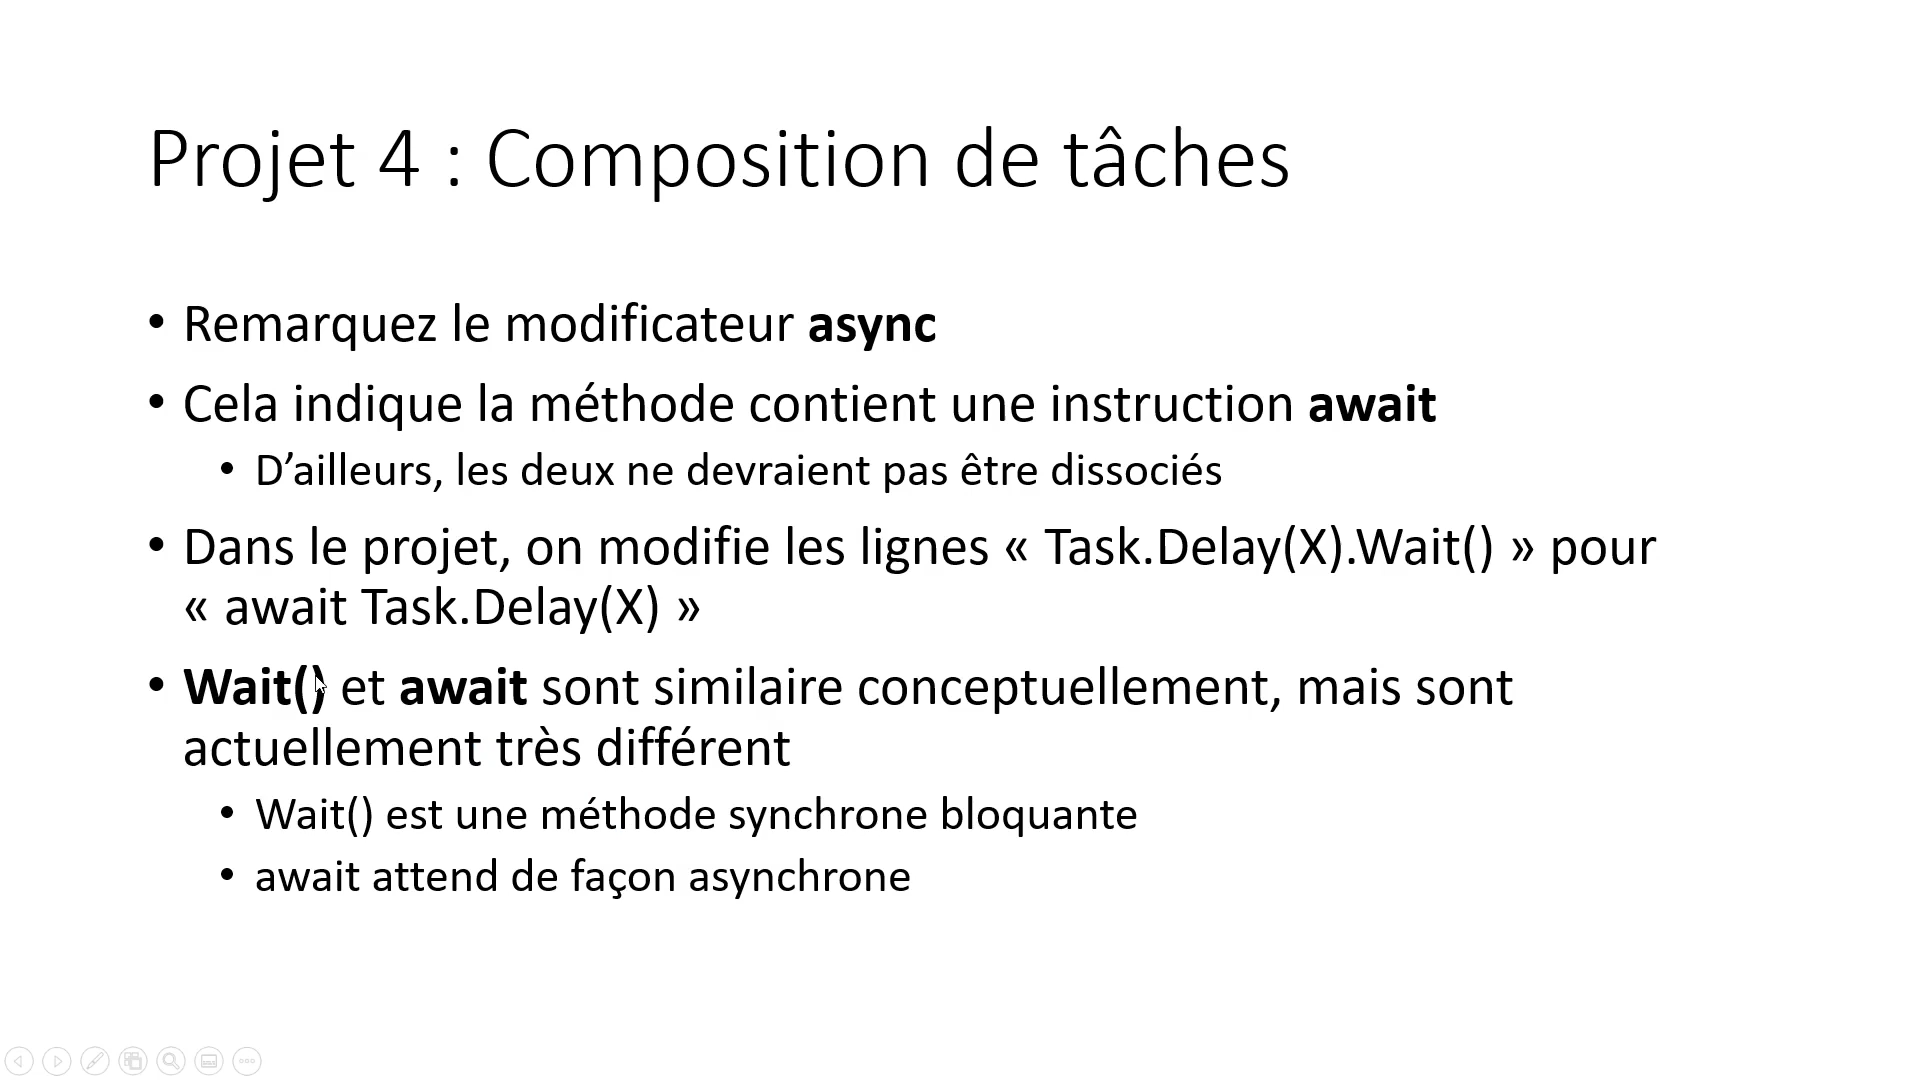 Projet 4 : Composition de tâches
• Remarquez le modificateur async
• Cela indique la méthode contient une instruction await
• D’ailleurs, les deux ne devraient pas être dissociés
• Dans le projet, on modifie les lignes « Task.Delay(X).Wait() » pour
« await Task.Delay(X) »
• Wait() et await sont similaire conceptuellement, mais sont
actuellement très différent
• Wait() est une méthode synchrone bloquante
• await attend de façon asynchrone